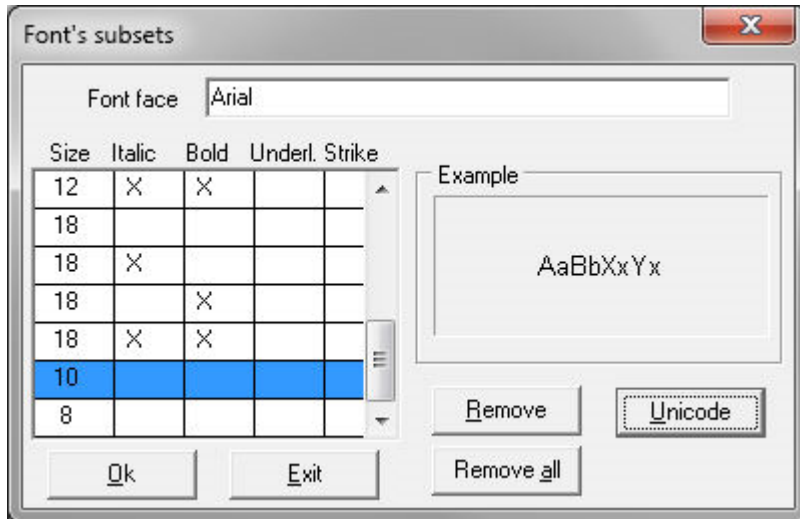 Font's subsets
Font face Arial
Size Italic Bold Underl. Strike
12 X X
18
18 X
18 X
18 X X
10
8
Example
AaBbXxYx
Remove Unicode
Ok Exit Remove all